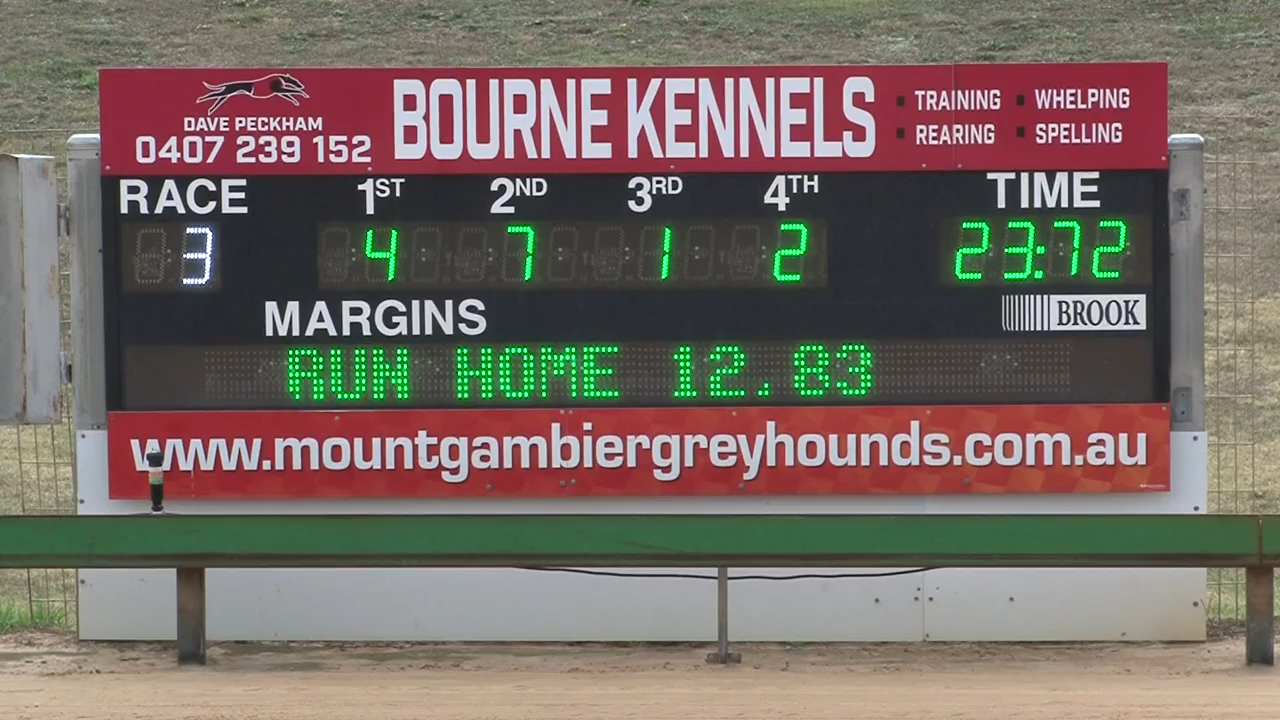 DAVE PECKHAM
0407 239 152
BOURNE KENNELS
TRAINING WHELPING
REARING SPELLING
RACE 1ST 2ND 3RD 4TH TIME
3 4 7 1 2 23:72
MARGINS
BROOK
RUN HOME 12.83
www.mountgambiergreyhounds.com.au